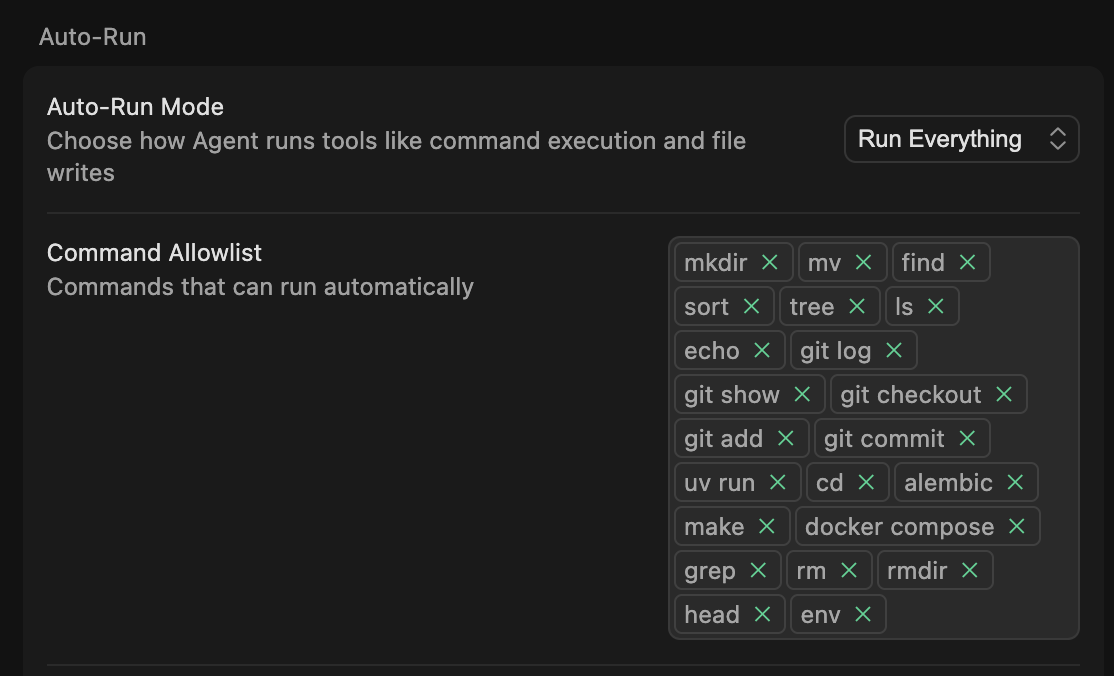 Auto-Run
Auto-Run Mode
Choose how Agent runs tools like command execution and file
writes
Run Everything
Command Allowlist
Commands that can run automatically
mkdir mv find
sort tree ls
echo git log
git show git checkout
git add git commit
uv run cd alembic
make docker compose
grep rm rmdir
head env